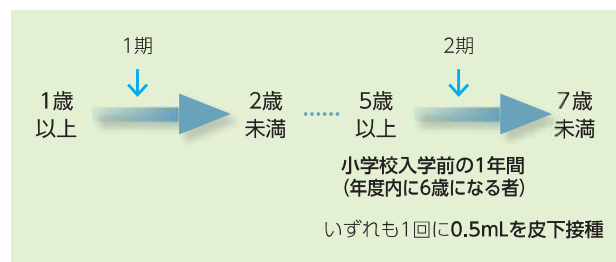 1期
2期
1歳
以上
2歳
未満
……
5歳
以上
7歳
未満
小学校入学前の1年間
(年度内に6歳になる者)
いずれも1回に0.5mLを皮下接種